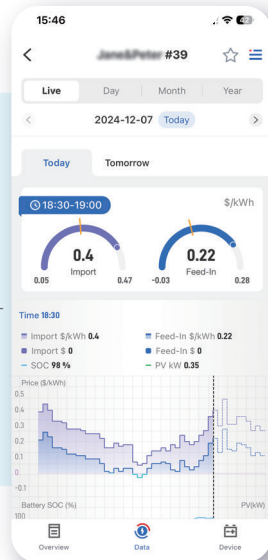 15:46
42
#39
Live Day Month Year
2024-12-07 Today
Today Tomorrow
18:30-19:00
$/kWh
0.4
Import
0.05 0.47
0.22
Feed-In
-0.03 0.28
Time 18:30
Import $/kWh 0.4 Feed-In $/kWh 0.22
Import $ 0 Feed-In $ 0
SOC 98 % PV kW 0.35
Price ($/kWh)
0.5
0.4
0.3
0.2
0.1
0
-0.1
Battery SOC (%) PV(kW)
100
Overview Data Device